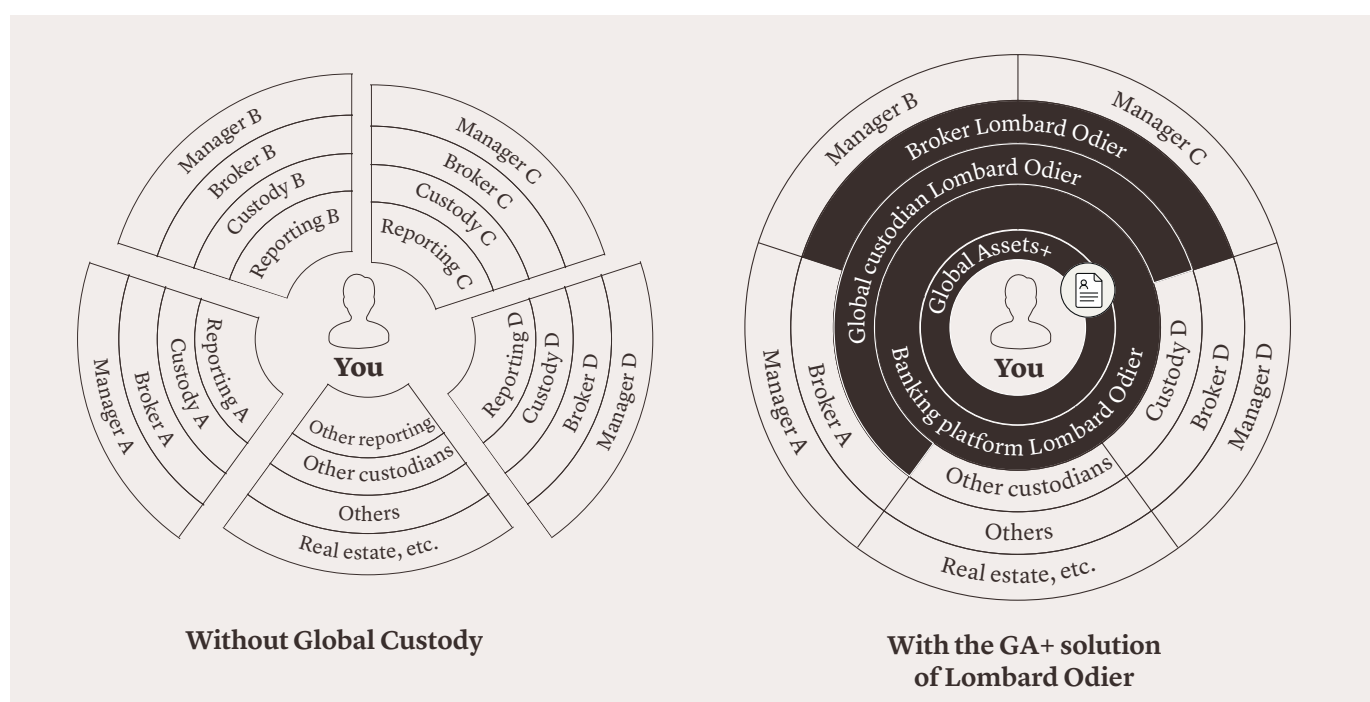 Manager B
Broker B
Custody B
Reporting B
Manager C
Broker C
Custody C
Reporting C
Manager A
Broker A
Custody A
Reporting A
Reporting D
Custody D
Broker D
Manager D
You
Other reporting
Other custodians
Others
Real estate, etc.
Without Global Custody
Manager B
Manager C
Broker Lombard Odier
Global custodian Lombard Odier
Global Assets+
You
Banking platform Lombard Odier
Manager A
Broker A
Custody D
Broker D
Manager D
Other custodians
Others
Real estate, etc.
With the GA+ solution
of Lombard Odier